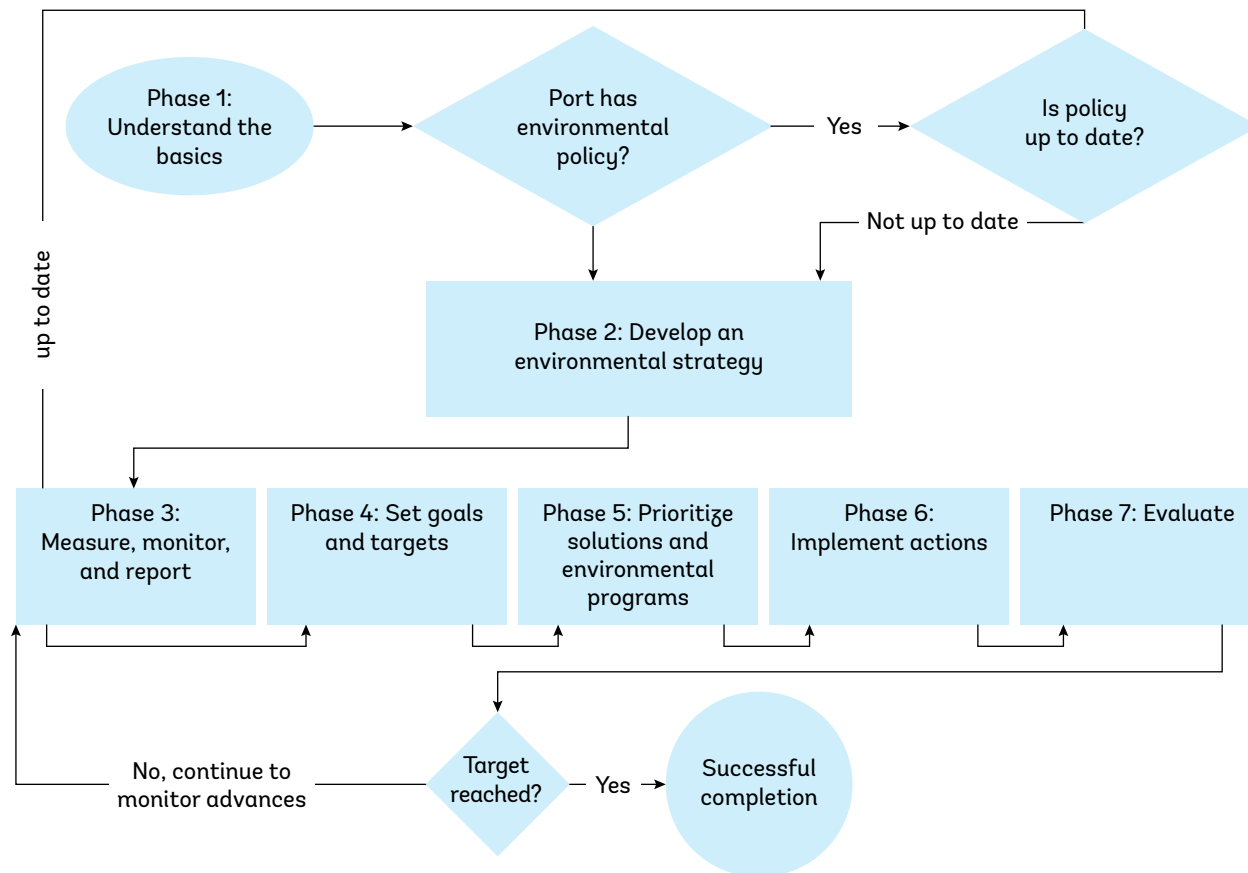 Phase 1:
Understand the
basics
Port has
environmental
policy?
Yes
Is policy
up to date?
Not up to date
up to date
Phase 2: Develop an
environmental strategy
Phase 3:
Measure, monitor,
and report
Phase 4: Set goals
and targets
Phase 5: Prioritize
solutions and
environmental
programs
Phase 6:
Implement actions
Phase 7: Evaluate
No, continue to
monitor advances
Target
reached?
Yes
Successful
completion